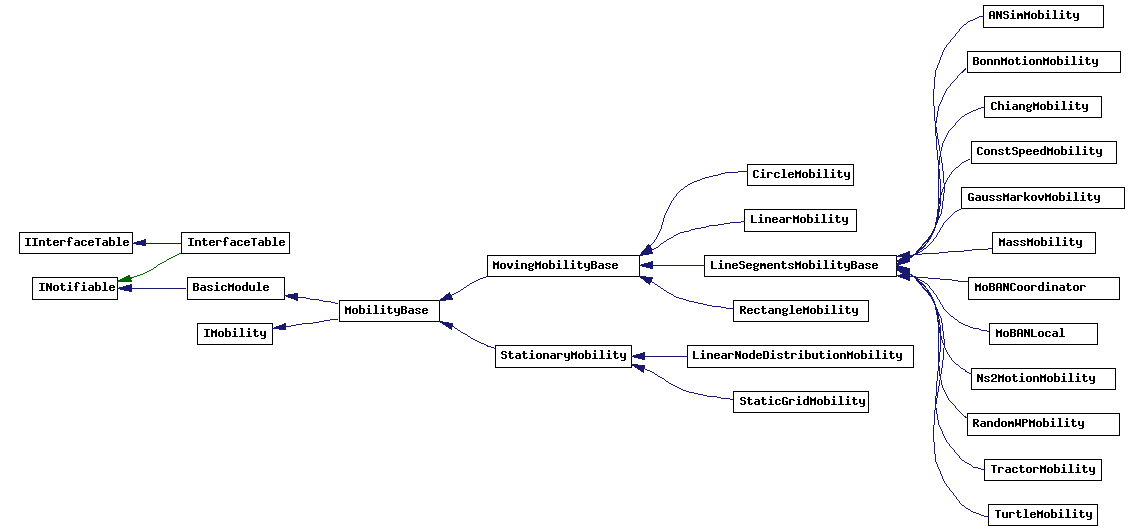 ANSimMobility
BonnMotionMobility
ChiangMobility
ConstSpeedMobility
CircleMobility
GaussMarkovMobility
LinearMobility
IInterfaceTable
InterfaceTable
MassMobility
MovingMobilityBase
LineSegmentsMobilityBase
INotifiable
BasicModule
MoBANCoordinator
MobilityBase
RectangleMobility
IMobility
MoBANLocal
StationaryMobility
LinearNodeDistributionMobility
Ns2MotionMobility
StaticGridMobility
RandomWPMobility
TractorMobility
TurtleMobility